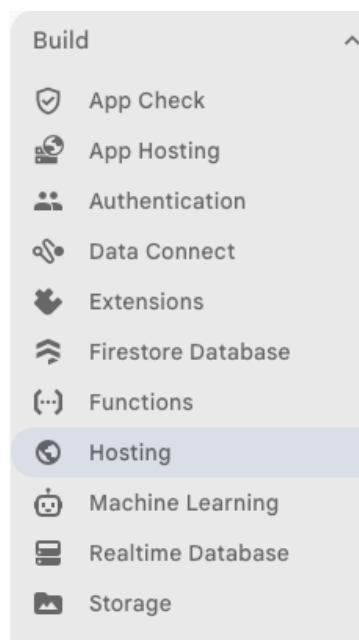 Build
App Check
App Hosting
Authentication
Data Connect
Extensions
Firestore Database
Functions
Hosting
Machine Learning
Realtime Database
Storage